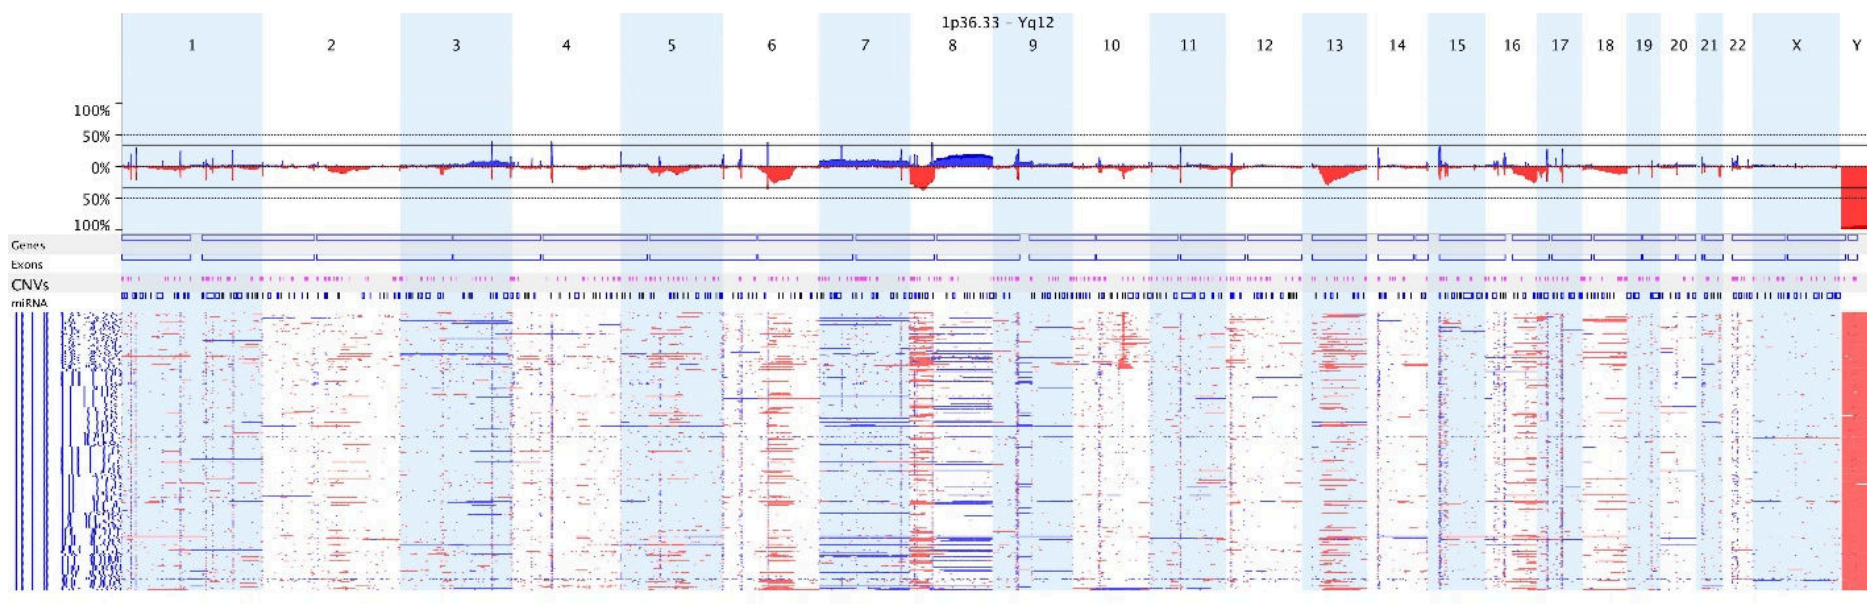 1p36.33 – Yq12
1 2 3 4 5 6 7 8 9 10 11 12 13 14 15 16 17 18 19 20 21 22 X Y
100%
50%
0%
50%
100%
Genes
Exons
CNVs
miRNA